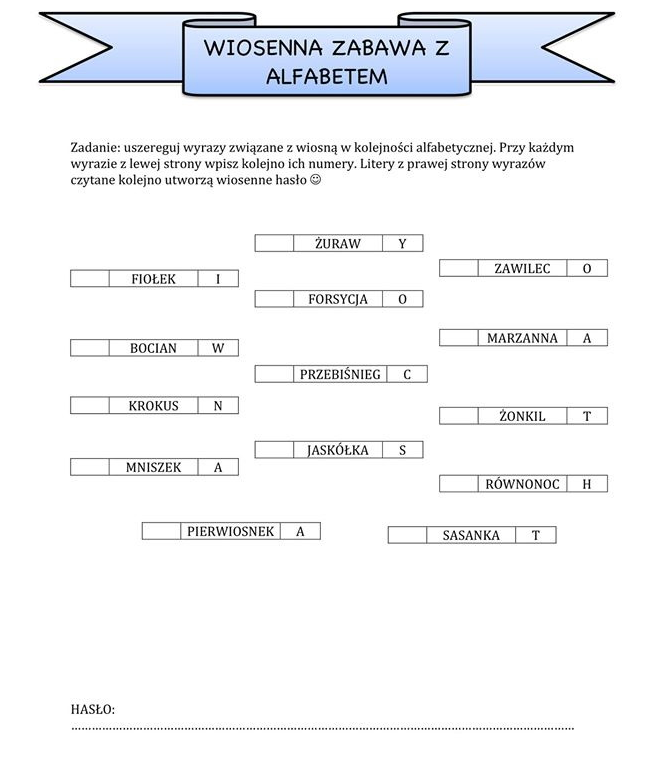 WIOSENNA ZABAWA Z
ALFABETEM
Zadanie: uszereguj wyrazy związane z wiosną w kolejności alfabetycznej. Przy każdym
wyrazie z lewej strony wpisz kolejno ich numery. Litery z prawej strony wyrazów
czytane kolejno utworzą wiosenne hasło ☺
ŻURAW Y
ZAWILEC O
FIOŁEK I
FORSYCJA O
MARZANNA A
BOCIAN W
PRZEBIŚNIEG C
KROKUS N
ŻONKIL T
JASKÓŁKA S
MNISZEK A
RÓWNONOC H
PIERWIOSNEK A
SASANKA T
HASŁO: